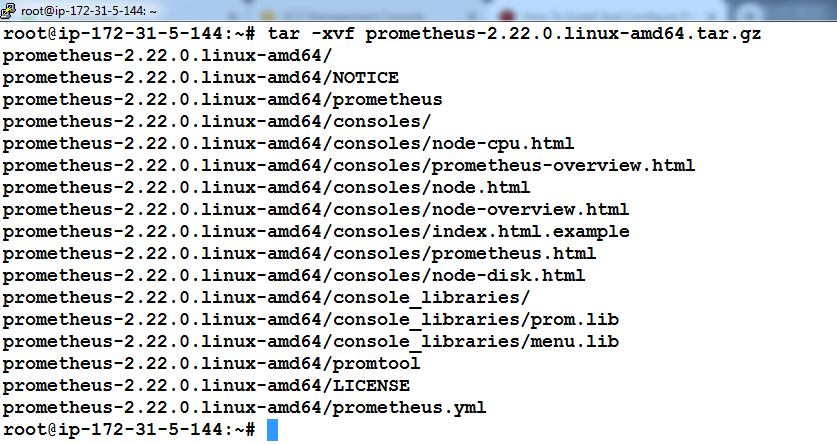 root@ip-172-31-5-144: ~
root@ip-172-31-5-144:~# tar -xvf prometheus-2.22.0.linux-amd64.tar.gz
prometheus-2.22.0.linux-amd64/
prometheus-2.22.0.linux-amd64/NOTICE
prometheus-2.22.0.linux-amd64/prometheus
prometheus-2.22.0.linux-amd64/consoles/
prometheus-2.22.0.linux-amd64/consoles/node-cpu.html
prometheus-2.22.0.linux-amd64/consoles/prometheus-overview.html
prometheus-2.22.0.linux-amd64/consoles/node.html
prometheus-2.22.0.linux-amd64/consoles/node-overview.html
prometheus-2.22.0.linux-amd64/consoles/index.html.example
prometheus-2.22.0.linux-amd64/consoles/prometheus.html
prometheus-2.22.0.linux-amd64/consoles/node-disk.html
prometheus-2.22.0.linux-amd64/console_libraries/
prometheus-2.22.0.linux-amd64/console_libraries/prom.lib
prometheus-2.22.0.linux-amd64/console_libraries/menu.lib
prometheus-2.22.0.linux-amd64/promtool
prometheus-2.22.0.linux-amd64/LICENSE
prometheus-2.22.0.linux-amd64/prometheus.yml
root@ip-172-31-5-144:~#